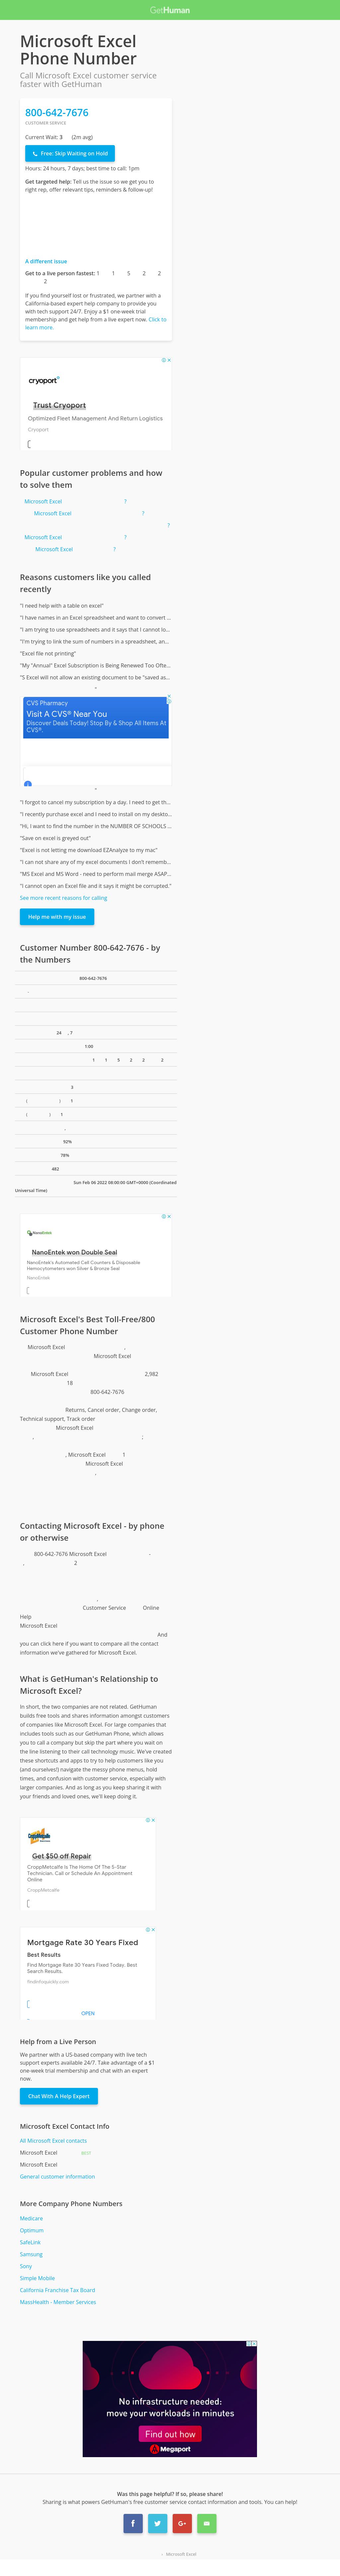 GetHuman
Microsoft Excel
Phone Number
Call Microsoft Excel customer service
faster with GetHuman
800-642-7676
CUSTOMER SERVICE
Current Wait: 3 (2m avg)
Free: Skip Waiting on Hold
Hours: 24 hours, 7 days; best time to call: 1pm
Get targeted help: Tell us the issue so we get you to
right rep, offer relevant tips, reminders & follow-up!
A different issue
Get to a live person fastest: 1 1 5 2 2
2
If you find yourself lost or frustrated, we partner with a
California-based expert help company to provide you
with tech support 24/7. Enjoy a $1 one-week trial
membership and get help from a live expert now. Click to
learn more.
Trust Cryoport
cryoport
Optimized Fleet Management And Return Logistics
Cryoport
Popular customer problems and how
to solve them
Microsoft Excel ?
Microsoft Excel ?
?
Microsoft Excel ?
Microsoft Excel ?
Reasons customers like you called
recently
"I need help with a table on excel"
"I have names in an Excel spreadsheet and want to convert ...
"I am trying to use spreadsheets and it says that I cannot lo...
"I'm trying to link the sum of numbers in a spreadsheet, an...
"Excel file not printing"
"My "Annual" Excel Subscription is Being Renewed Too Ofte...
"S Excel will not allow an existing document to be "saved as...
"
CVS Pharmacy
Visit A CVS® Near You
Discover Deals Today! Stop By & Shop All Items At
CVS®.
"
"I forgot to cancel my subscription by a day. I need to get th...
"I recently purchase excel and I need to install on my deskto...
"Hi, I want to find the number in the NUMBER OF SCHOOLS ...
"Save on excel is greyed out"
"Excel is not letting me download EZAnalyze to my mac"
"I can not share any of my excel documents I don't rememb...
"MS Excel and MS Word - need to perform mail merge ASAP...
"I cannot open an Excel file and it says it might be corrupted."
See more recent reasons for calling
Help me with my issue
Customer Number 800-642-7676 - by
the Numbers
800-642-7676
-
24 , 7
1:00
1 1 5 2 2 2
3
( ) 1
( ) 1
,
92%
78%
482
Sun Feb 06 2022 08:00:00 GMT+0000 (Coordinated
Universal Time)
NanoEntek
NanoEntek won Double Seal
NanoEntek's Automated Cell Counters & Disposable
Hemocytometers won Silver & Bronze Seal
NanoEntek
Microsoft Excel's Best Toll-Free/800
Customer Phone Number
Microsoft Excel ,
Microsoft Excel
Microsoft Excel 2,982
18
800-642-7676
Returns, Cancel order, Change order,
Technical support, Track order
Microsoft Excel
, ;
, Microsoft Excel 1
Microsoft Excel
,
Contacting Microsoft Excel - by phone
or otherwise
800-642-7676 Microsoft Excel -
, 2
,
Customer Service Online
Help
Microsoft Excel
And
you can click here if you want to compare all the contact
information we've gathered for Microsoft Excel.
What is GetHuman's Relationship to
Microsoft Excel?
In short, the two companies are not related. GetHuman
builds free tools and shares information amongst customers
of companies like Microsoft Excel. For large companies that
includes tools such as our GetHuman Phone, which allows
you to call a company but skip the part where you wait on
the line listening to their call technology music. We've created
these shortcuts and apps to try to help customers like you
(and ourselves!) navigate the messy phone menus, hold
times, and confusion with customer service, especially with
larger companies. And as long as you keep sharing it with
your friends and loved ones, we'll keep doing it.
CroppMetcalfe
Get $50 off Repair
CroppMetcalfe Is The Home Of The 5-Star
Technician. Call or Schedule An Appointment
Online
CroppMetcalfe
Mortgage Rate 30 Years Fixed
Best Results
Find Mortgage Rate 30 Years Fixed Today. Best
Search Results.
findinfoquickly.com
OPEN
Help from a Live Person
We partner with a US-based company with live tech
support experts available 24/7. Take advantage of a $1
one-week trial membership and chat with an expert
now.
Chat With A Help Expert
Microsoft Excel Contact Info
All Microsoft Excel contacts
Microsoft Excel BEST
Microsoft Excel
General customer information
More Company Phone Numbers
Medicare
Optimum
SafeLink
Samsung
Sony
Simple Mobile
California Franchise Tax Board
MassHealth - Member Services
No infrastructure needed:
move your workloads in minutes
Find out how
Megaport
Was this page helpful? If so, please share!
Sharing is what powers GetHuman's free customer service contact information and tools. You can help!
Microsoft Excel